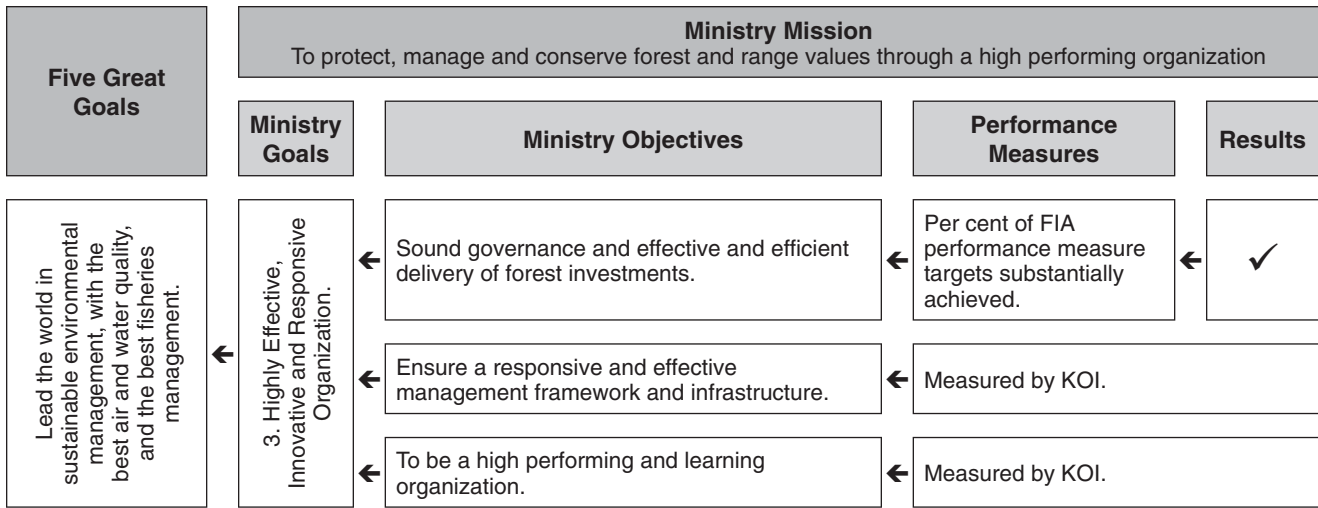 Five Great
Goals
Ministry Mission
To protect, manage and conserve forest and range values through a high performing organization
Ministry
Goals
Ministry Objectives
Performance
Measures
Results
Lead the world in
sustainable environmental
management, with the
best air and water quality,
and the best fisheries
management.
3. Highly Effective,
Innovative and Responsive
Organization.
Sound governance and effective and efficient
delivery of forest investments.
Per cent of FIA
performance measure
targets substantially
achieved.
✓
Ensure a responsive and effective
management framework and infrastructure.
Measured by KOI.
To be a high performing and learning
organization.
Measured by KOI.